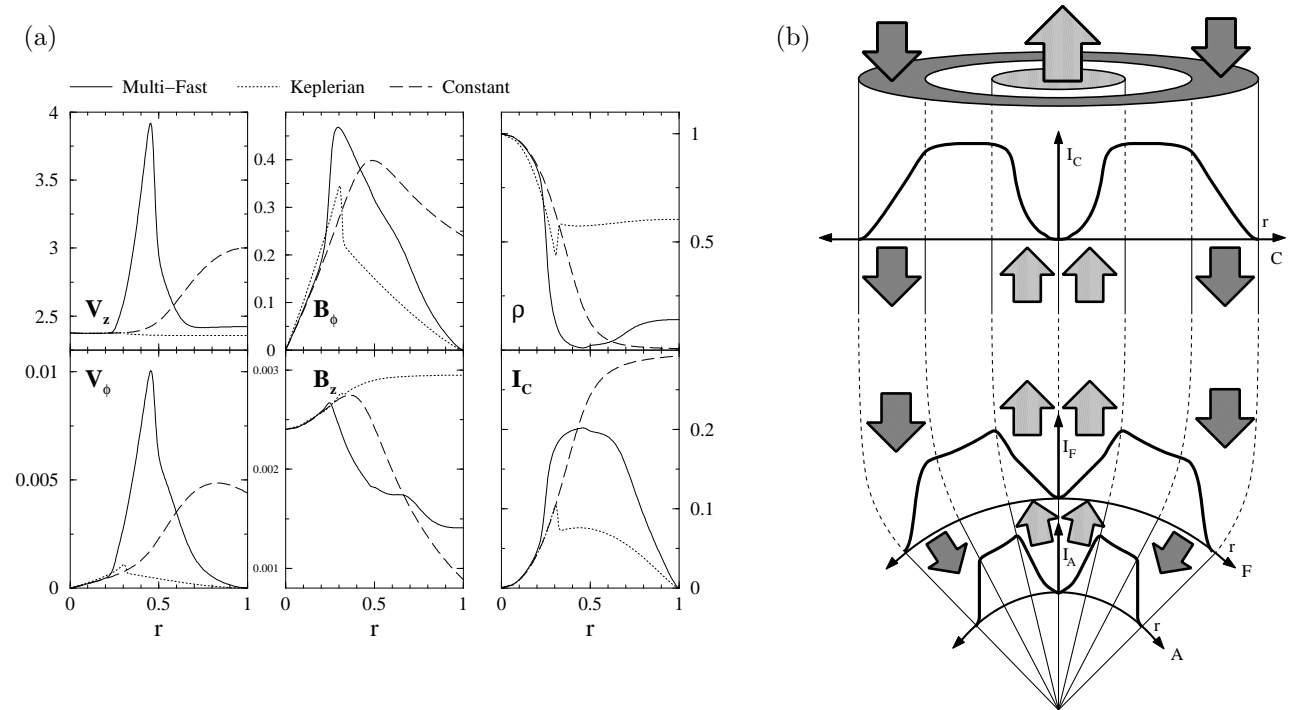 (a)
Multi–Fast Keplerian Constant
4
3.5
3
2.5
V_z
0.4
0.3
0.2
0.1
0
B_ϕ
1
0.5
ρ
0.01
0.005
0
V_ϕ
0.003
0.002
0.001
B_z
0.2
0.1
0
I_C
0 0.5 1
0 0.5 1
0 0.5 1
r r r
(b)
I_C
r
C
I_F
r
F
I_A
r
A